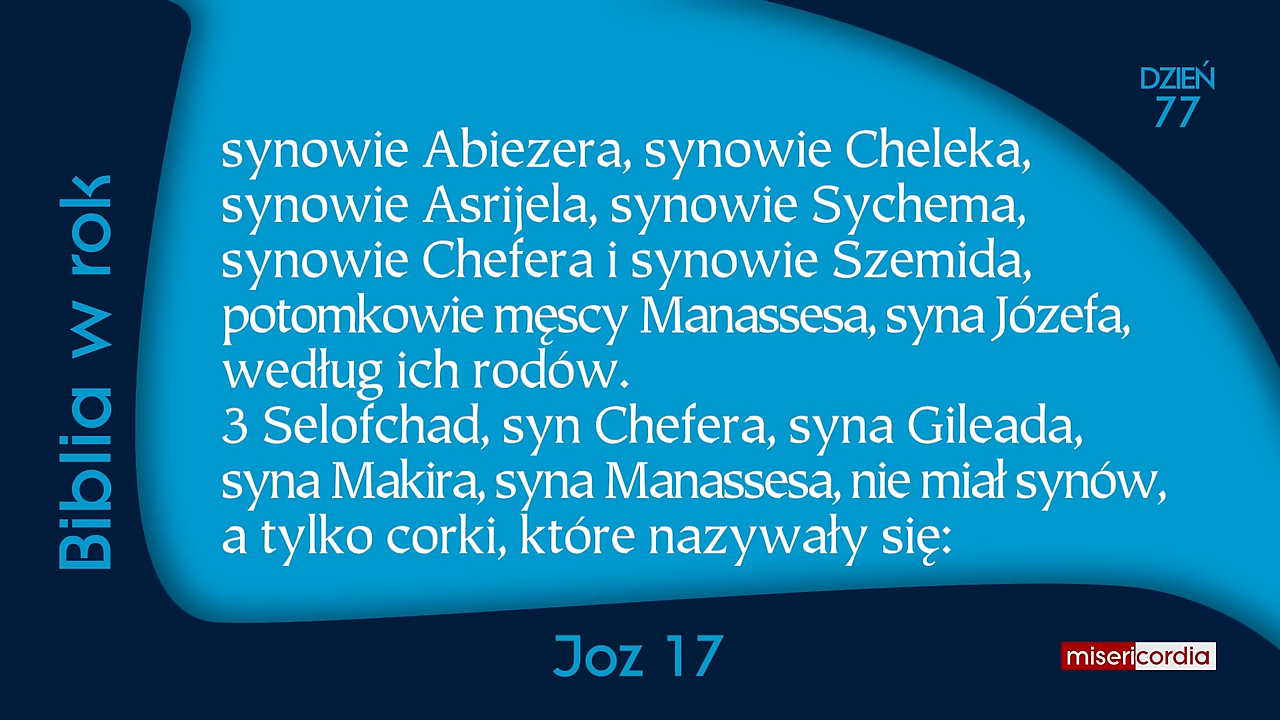 DZIEŃ
77
synowie Abiezera, synowie Cheleka,
synowie Asrijela, synowie Sychema,
synowie Chefera i synowie Szemida,
potomkowie męscy Manassesa, syna Józefa,
według ich rodów.
3 Selofchad, syn Chefera, syna Gileada,
syna Makira, syna Manassesa, nie miał synów,
a tylko corki, które nazywały się:
Biblia w rok
Joz 17
misericordia